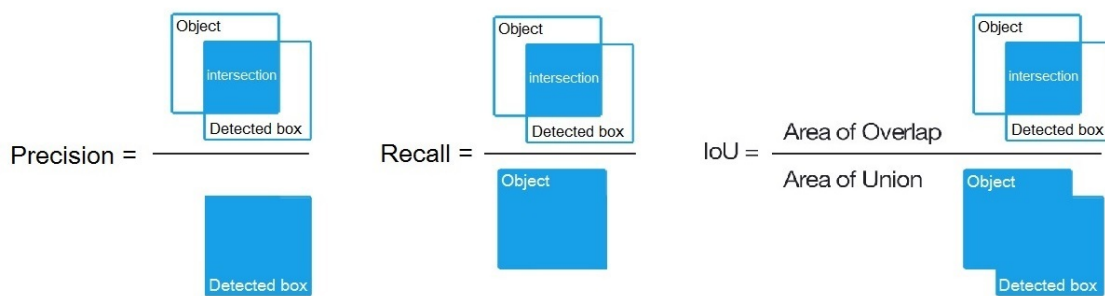 Object
intersection
Detected box
Precision =
Detected box
Object
intersection
Detected box
Recall =
Object
Object
intersection
Detected box
IoU =
Area of Overlap
Area of Union
Object
Detected box